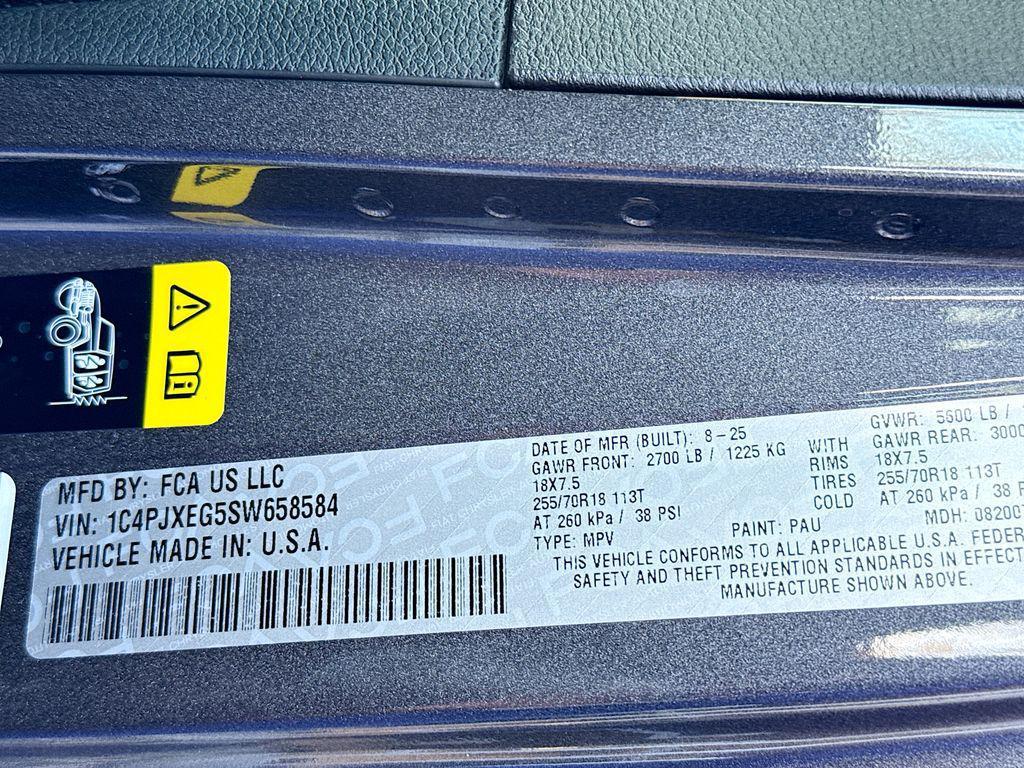 MFD BY: FCA US LLC
VIN: 1C4PJXEG5SW658584
VEHICLE MADE IN: U.S.A.
DATE OF MFR (BUILT): 8-25
GAWR FRONT: 2700 LB / 1225 KG
18X7.5
255/70R18 113T
AT 260 kPa / 38 PSI
TYPE: MPV
WITH
RIMS
TIRES
COLD
GVWR: 5600 LB /
GAWR REAR: 3000
18X7.5
255/70R18 113T
AT 260 kPa / 38 P
PAINT: PAU
MDH: 08200
THIS VEHICLE CONFORMS TO ALL APPLICABLE U.S.A. FEDER
SAFETY AND THEFT PREVENTION STANDARDS IN EFFECT
MANUFACTURE SHOWN ABOVE.